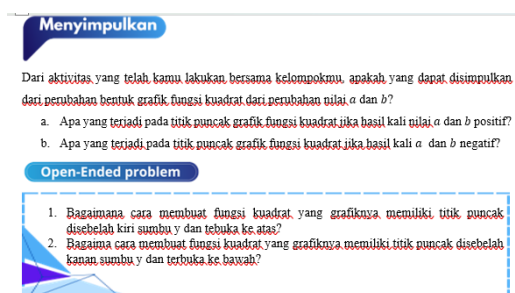 Menyimpulkan
Dari aktivitas yang telah kamu lakukan bersama kelompokmu, apakah yang dapat disimpulkan
dari perubahan bentuk grafik fungsi kuadrat dari perubahan nilai a dan b?
a. Apa yang terjadi pada titik puncak grafik fungsi kuadrat jika hasil kali nilai a dan b positif?
b. Apa yang terjadi pada titik puncak grafik fungsi kuadrat jika hasil kali a dan b negatif?
Open-Ended problem
1. Bagaimana cara membuat fungsi kuadrat yang grafiknya memiliki titik puncak
disebelah kiri sumbu y dan tebuka ke atas?
2. Bagaima cara membuat fungsi kuadrat yang grafiknya memiliki titik puncak disebelah
kanan sumbu y dan terbuka ke bawah?